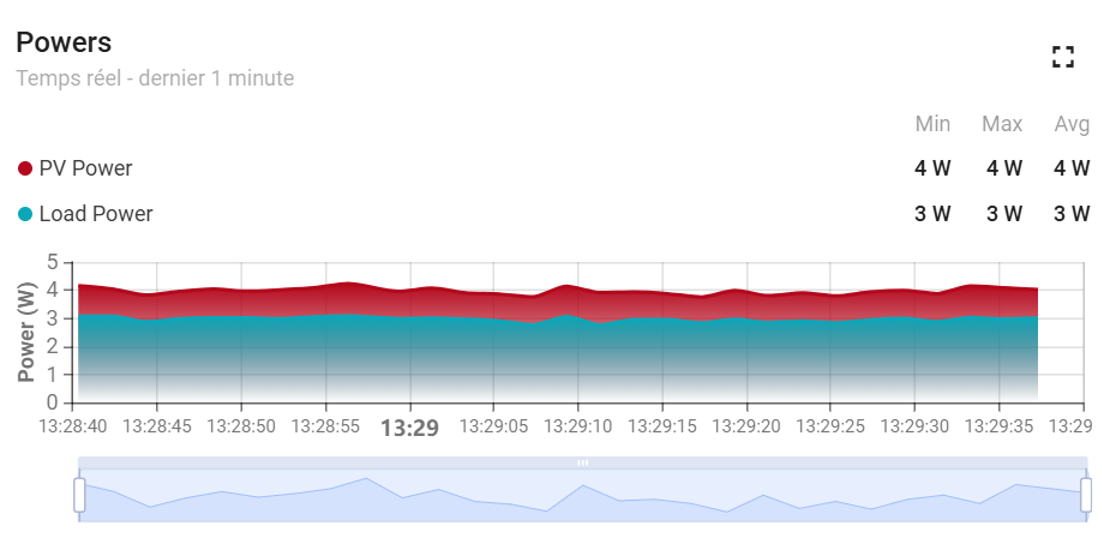 Powers
Temps réel - dernier 1 minute
Min Max Avg
PV Power 4 W 4 W 4 W
Load Power 3 W 3 W 3 W
Power (W)
5
4
3
2
1
0
13:28:40 13:28:45 13:28:50 13:28:55 13:29 13:29:05 13:29:10 13:29:15 13:29:20 13:29:25 13:29:30 13:29:35 13:29